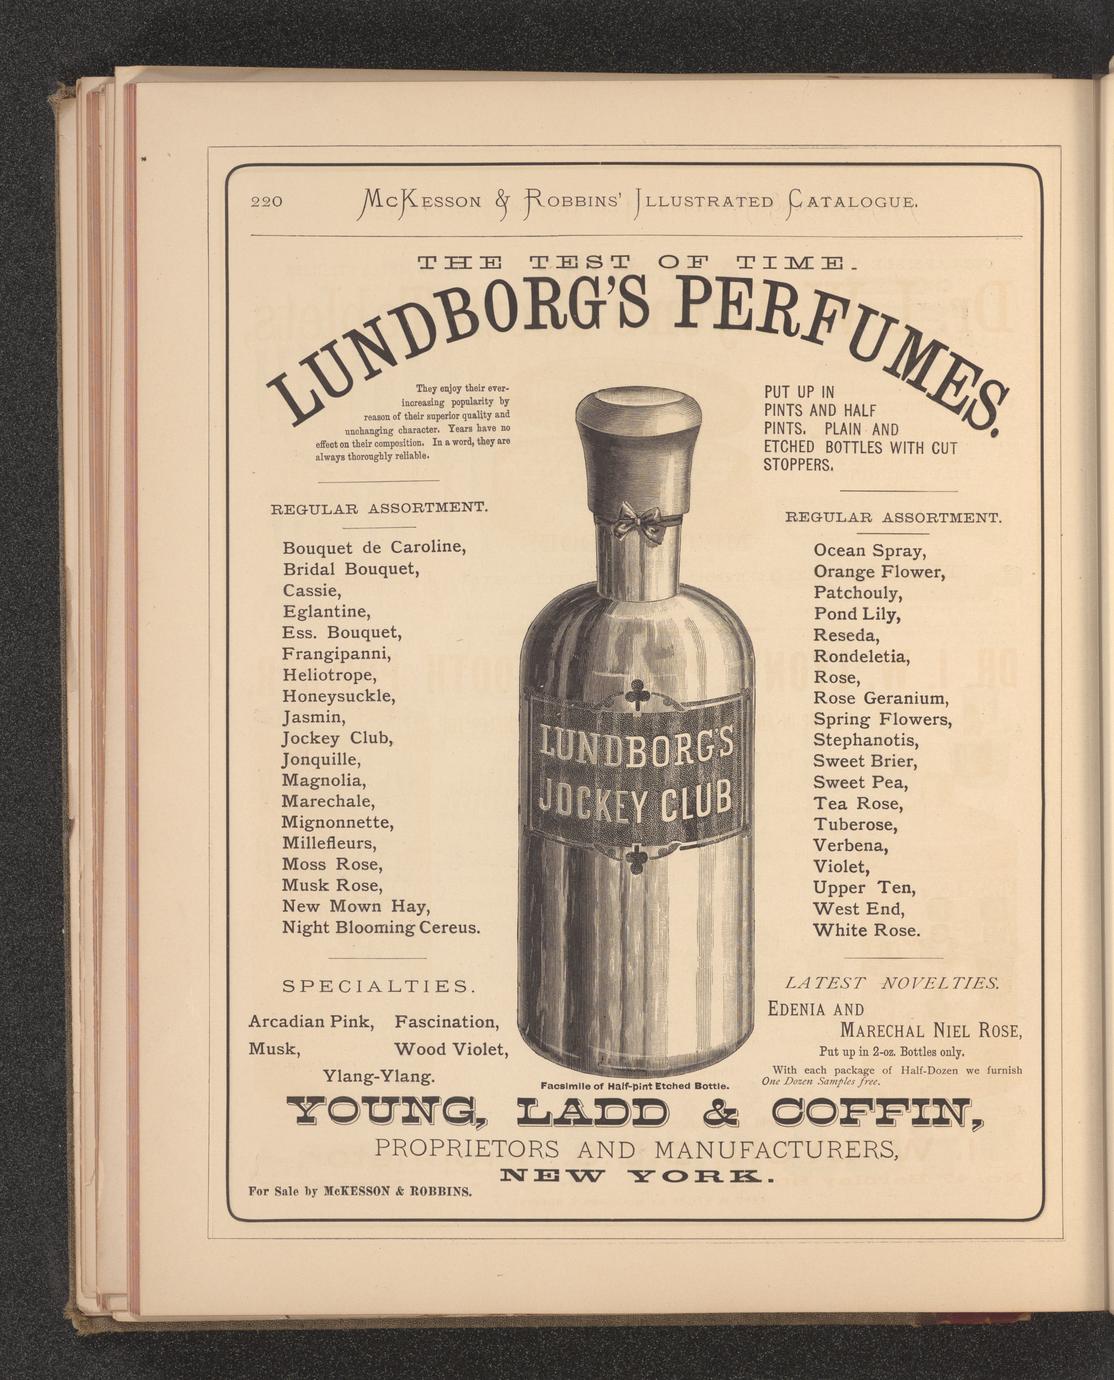 220
McKesson & Robbins' Illustrated Catalogue.
THE TEST OF TIME.
LUNDBORG'S PERFUMES.
They enjoy their ever-
increasing popularity by
reason of their superior quality and
unchanging character. Years have no
effect on their composition. In a word, they are
always thoroughly reliable.
PUT UP IN
PINTS AND HALF
PINTS. PLAIN AND
ETCHED BOTTLES WITH CUT
STOPPERS.
REGULAR ASSORTMENT.
Bouquet de Caroline,
Bridal Bouquet,
Cassie,
Eglantine,
Ess. Bouquet,
Frangipanni,
Heliotrope,
Honeysuckle,
Jasmin,
Jockey Club,
Jonquille,
Magnolia,
Marechale,
Mignonnette,
Millefleurs,
Moss Rose,
Musk Rose,
New Mown Hay,
Night Blooming Cereus.
LUNDBORG'S
JOCKEY CLUB
REGULAR ASSORTMENT.
Ocean Spray,
Orange Flower,
Patchouly,
Pond Lily,
Reseda,
Rondeletia,
Rose,
Rose Geranium,
Spring Flowers,
Stephanotis,
Sweet Brier,
Sweet Pea,
Tea Rose,
Tuberose,
Verbena,
Violet,
Upper Ten,
West End,
White Rose.
SPECIALTIES.
Arcadian Pink, Fascination,
Musk, Wood Violet,
Ylang-Ylang.
LATEST NOVELTIES.
EDENIA AND
MARECHAL NIEL ROSE,
Put up in 2-oz. Bottles only.
With each package of Half-Dozen we furnish
One Dozen Samples free.
Facsimile of Half-pint Etched Bottle.
YOUNG, LADD & COFFIN,
PROPRIETORS AND MANUFACTURERS,
NEW YORK.
For Sale by McKESSON & ROBBINS.